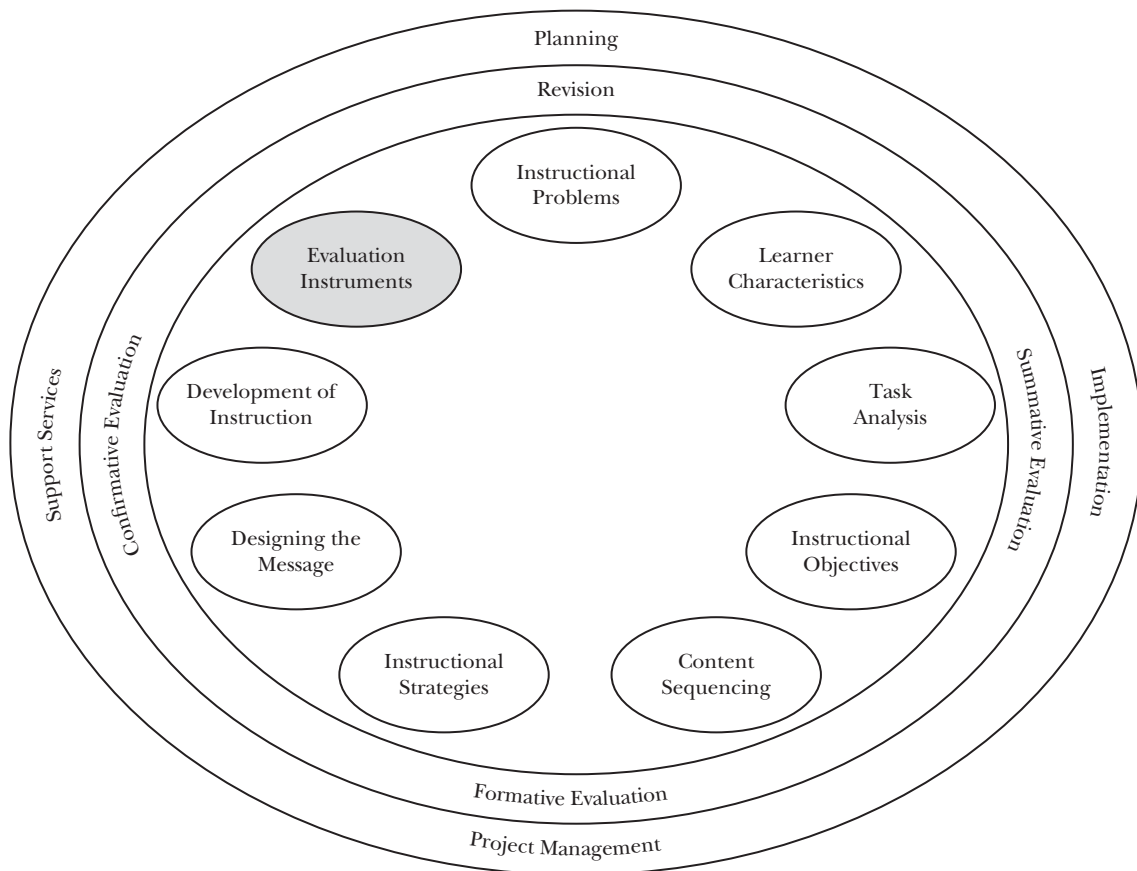 Planning
Revision
Instructional
Problems
Evaluation
Instruments
Learner
Characteristics
Development of
Instruction
Task
Analysis
Support Services
Confirmative Evaluation
Summative Evaluation
Implementation
Designing the
Message
Instructional
Objectives
Instructional
Strategies
Content
Sequencing
Formative Evaluation
Project Management